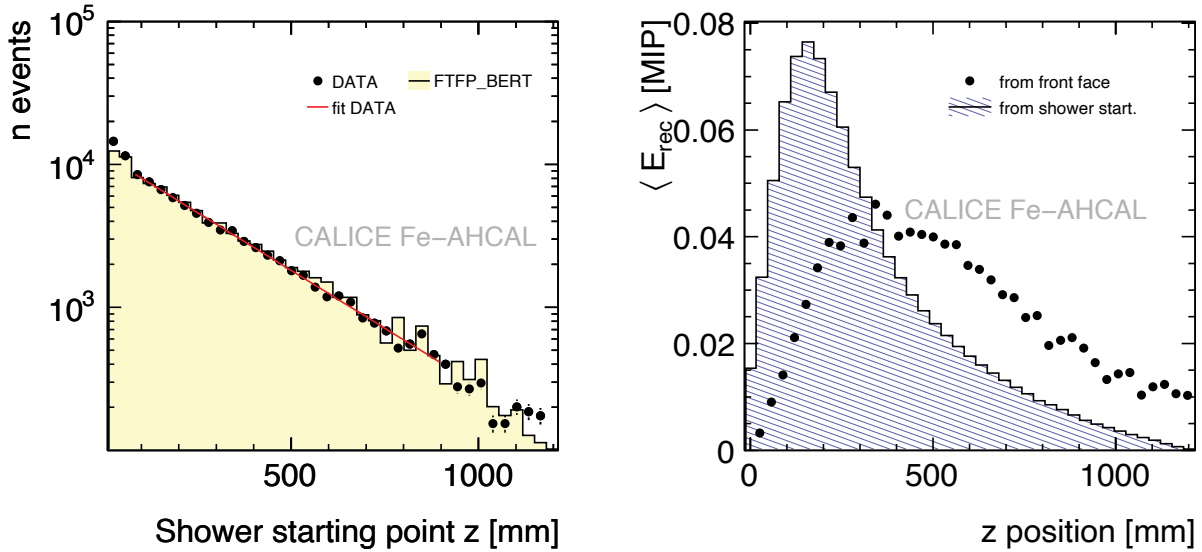 n events
10^5
10^4
10^3
DATA
FTFP_BERT
fit DATA
CALICE Fe-AHCAL
500
1000
Shower starting point z [mm]
⟨ E_rec ⟩ [MIP]
0.08
0.06
0.04
0.02
0
from front face
from shower start.
CALICE Fe-AHCAL
0
500
1000
z position [mm]